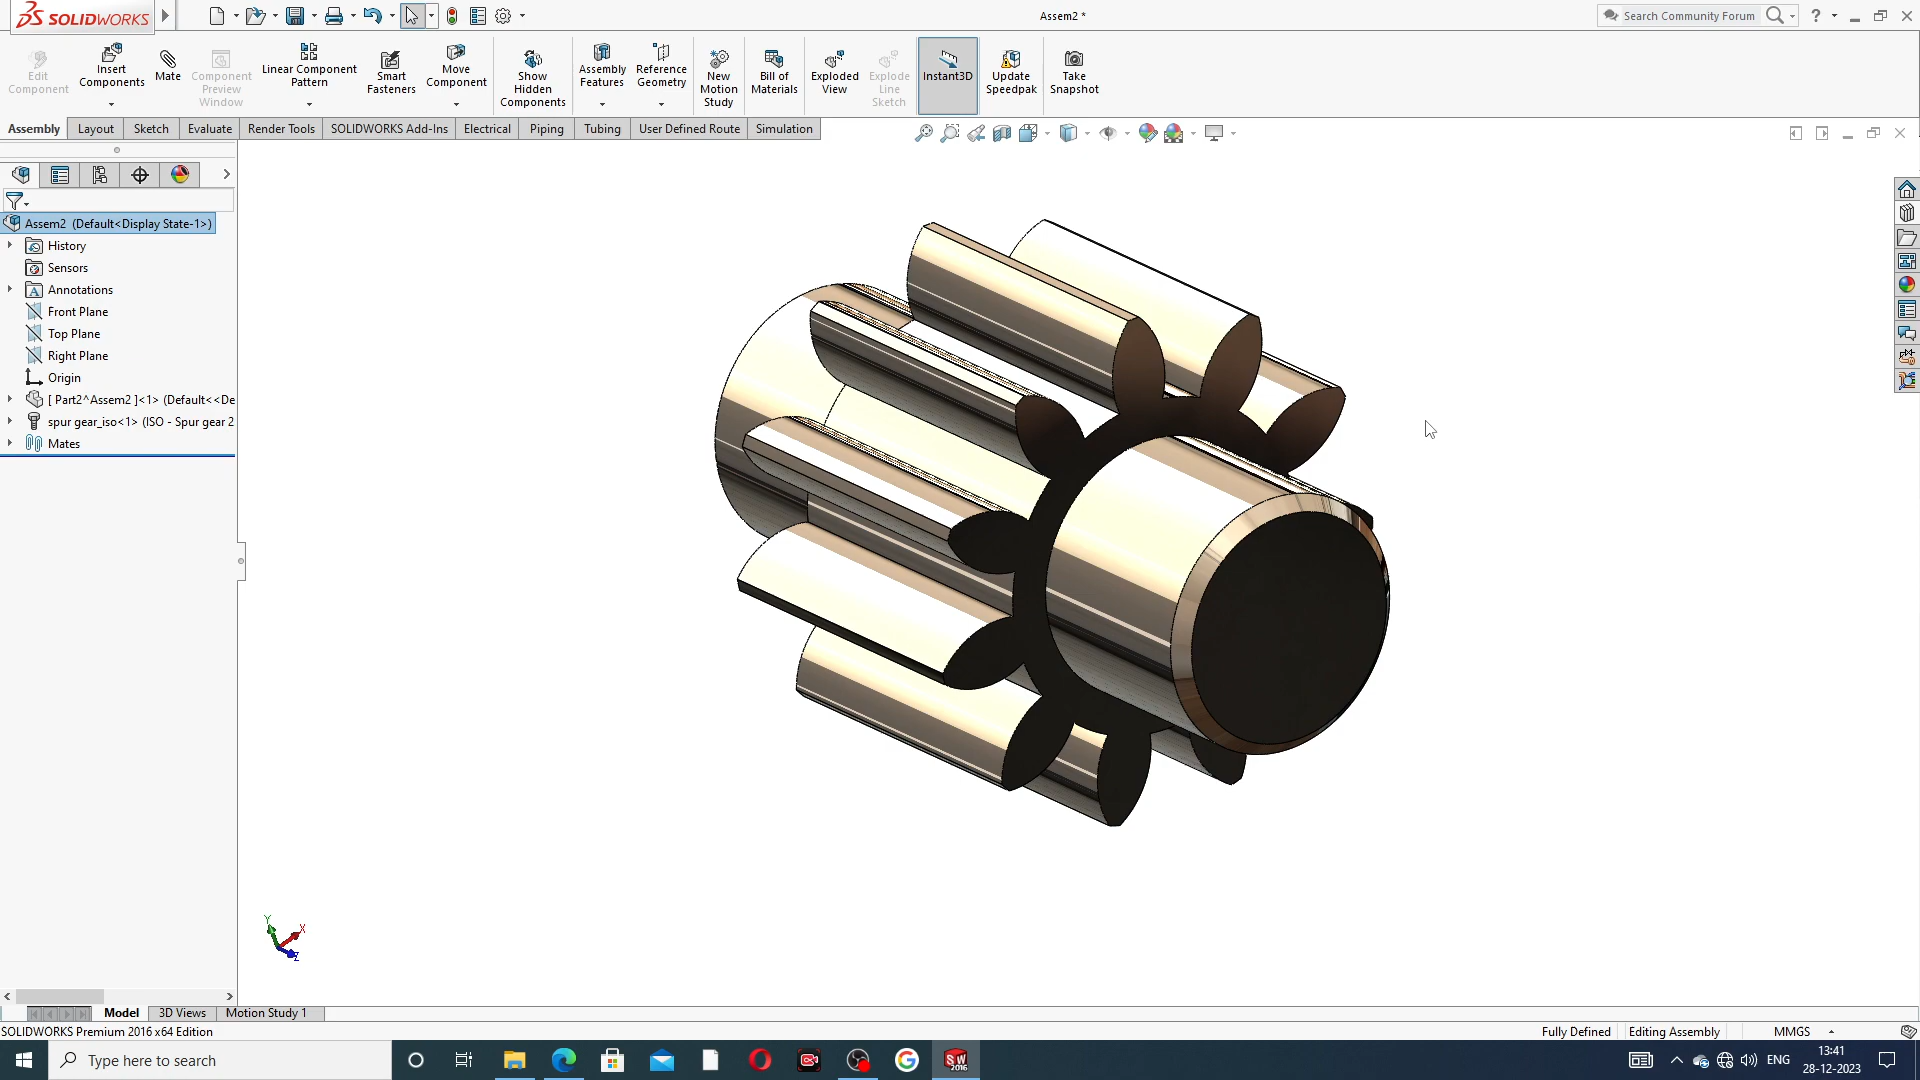 SOLIDWORKS
Assem2 *
Search Community Forum
Edit Component
Insert Components
Mate
Component Preview Window
Linear Component Pattern
Smart Fasteners
Move Component
Show Hidden Components
Assembly Features
Reference Geometry
New Motion Study
Bill of Materials
Exploded View
Explode Line Sketch
Instant3D
Update Speedpak
Take Snapshot
Assembly
Layout
Sketch
Evaluate
Render Tools
SOLIDWORKS Add-Ins
Electrical
Piping
Tubing
User Defined Route
Simulation
Assem2 (Default<Display State-1>)
History
Sensors
Annotations
Front Plane
Top Plane
Right Plane
Origin
[ Part2^Assem2 ]<1> (Default<<De
spur gear_iso<1> (ISO - Spur gear 2
Mates
Y
X
Z
Model
3D Views
Motion Study 1
SOLIDWORKS Premium 2016 x64 Edition
Fully Defined
Editing Assembly
MMGS
Type here to search
SW
2016
ENG
13:41
28-12-2023